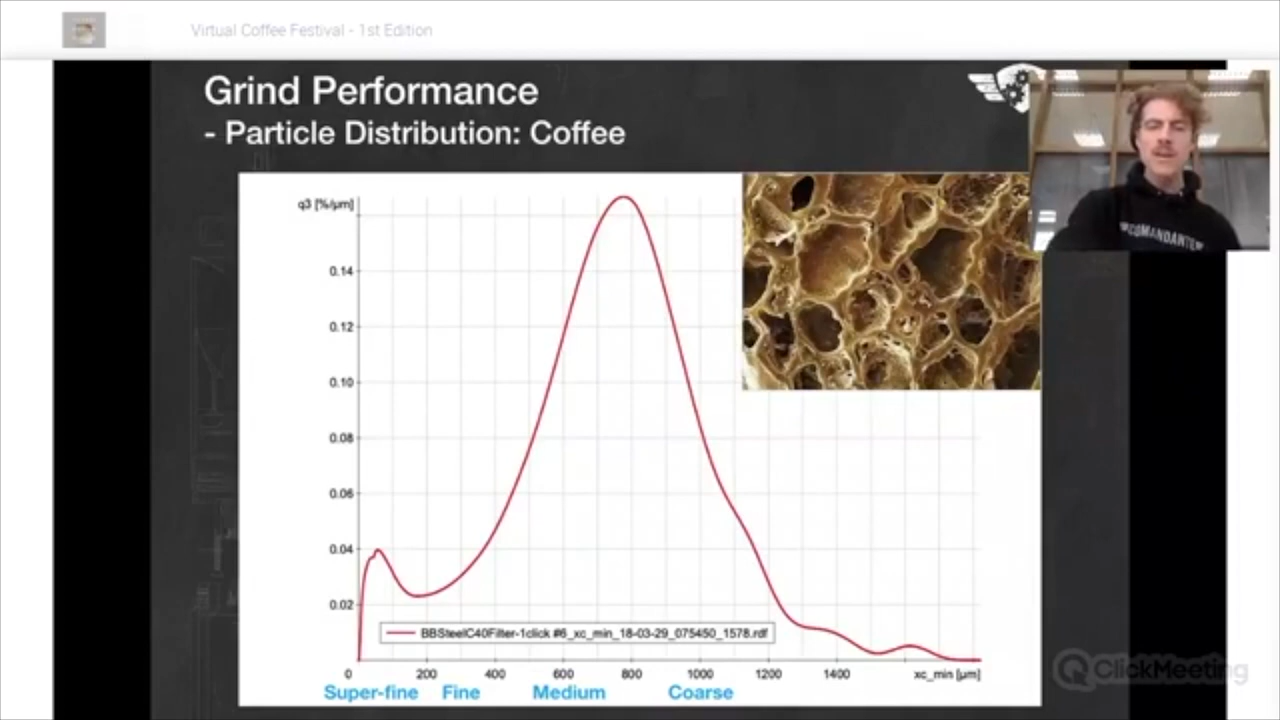 Virtual Coffee Festival - 1st Edition
Grind Performance
- Particle Distribution: Coffee
q3 [%/µm]
0.14
0.12
0.10
0.08
0.06
0.04
0.02
BBSteelC40Filter-1click #6_xc_min_18-03-29_075450_1578.rdf
0 200 400 600 800 1000 1200 1400 xc_min [µm]
Super-fine Fine Medium Coarse
COMANDANTE
ClickMeeting